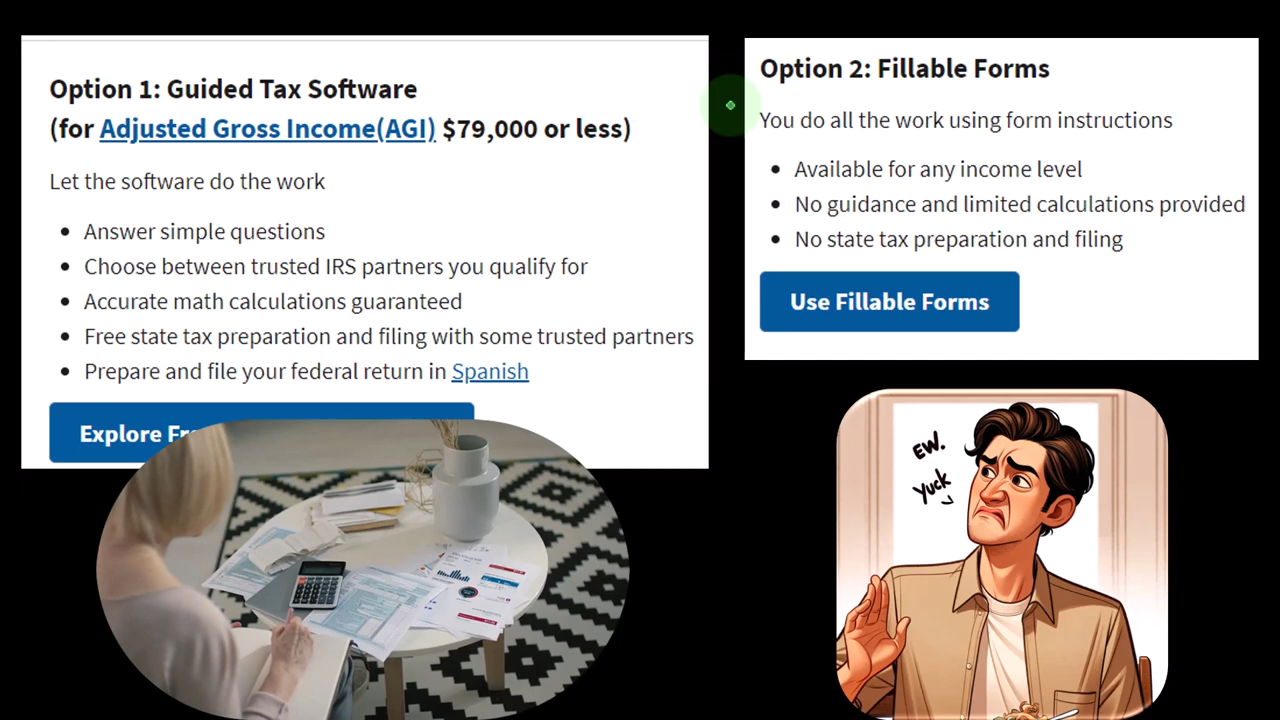 Option 1: Guided Tax Software
(for Adjusted Gross Income(AGI) $79,000 or less)
Let the software do the work
• Answer simple questions
• Choose between trusted IRS partners you qualify for
• Accurate math calculations guaranteed
• Free state tax preparation and filing with some trusted partners
• Prepare and file your federal return in Spanish
Explore
Option 2: Fillable Forms
You do all the work using form instructions
• Available for any income level
• No guidance and limited calculations provided
• No state tax preparation and filing
Use Fillable Forms
EW.
YUCK